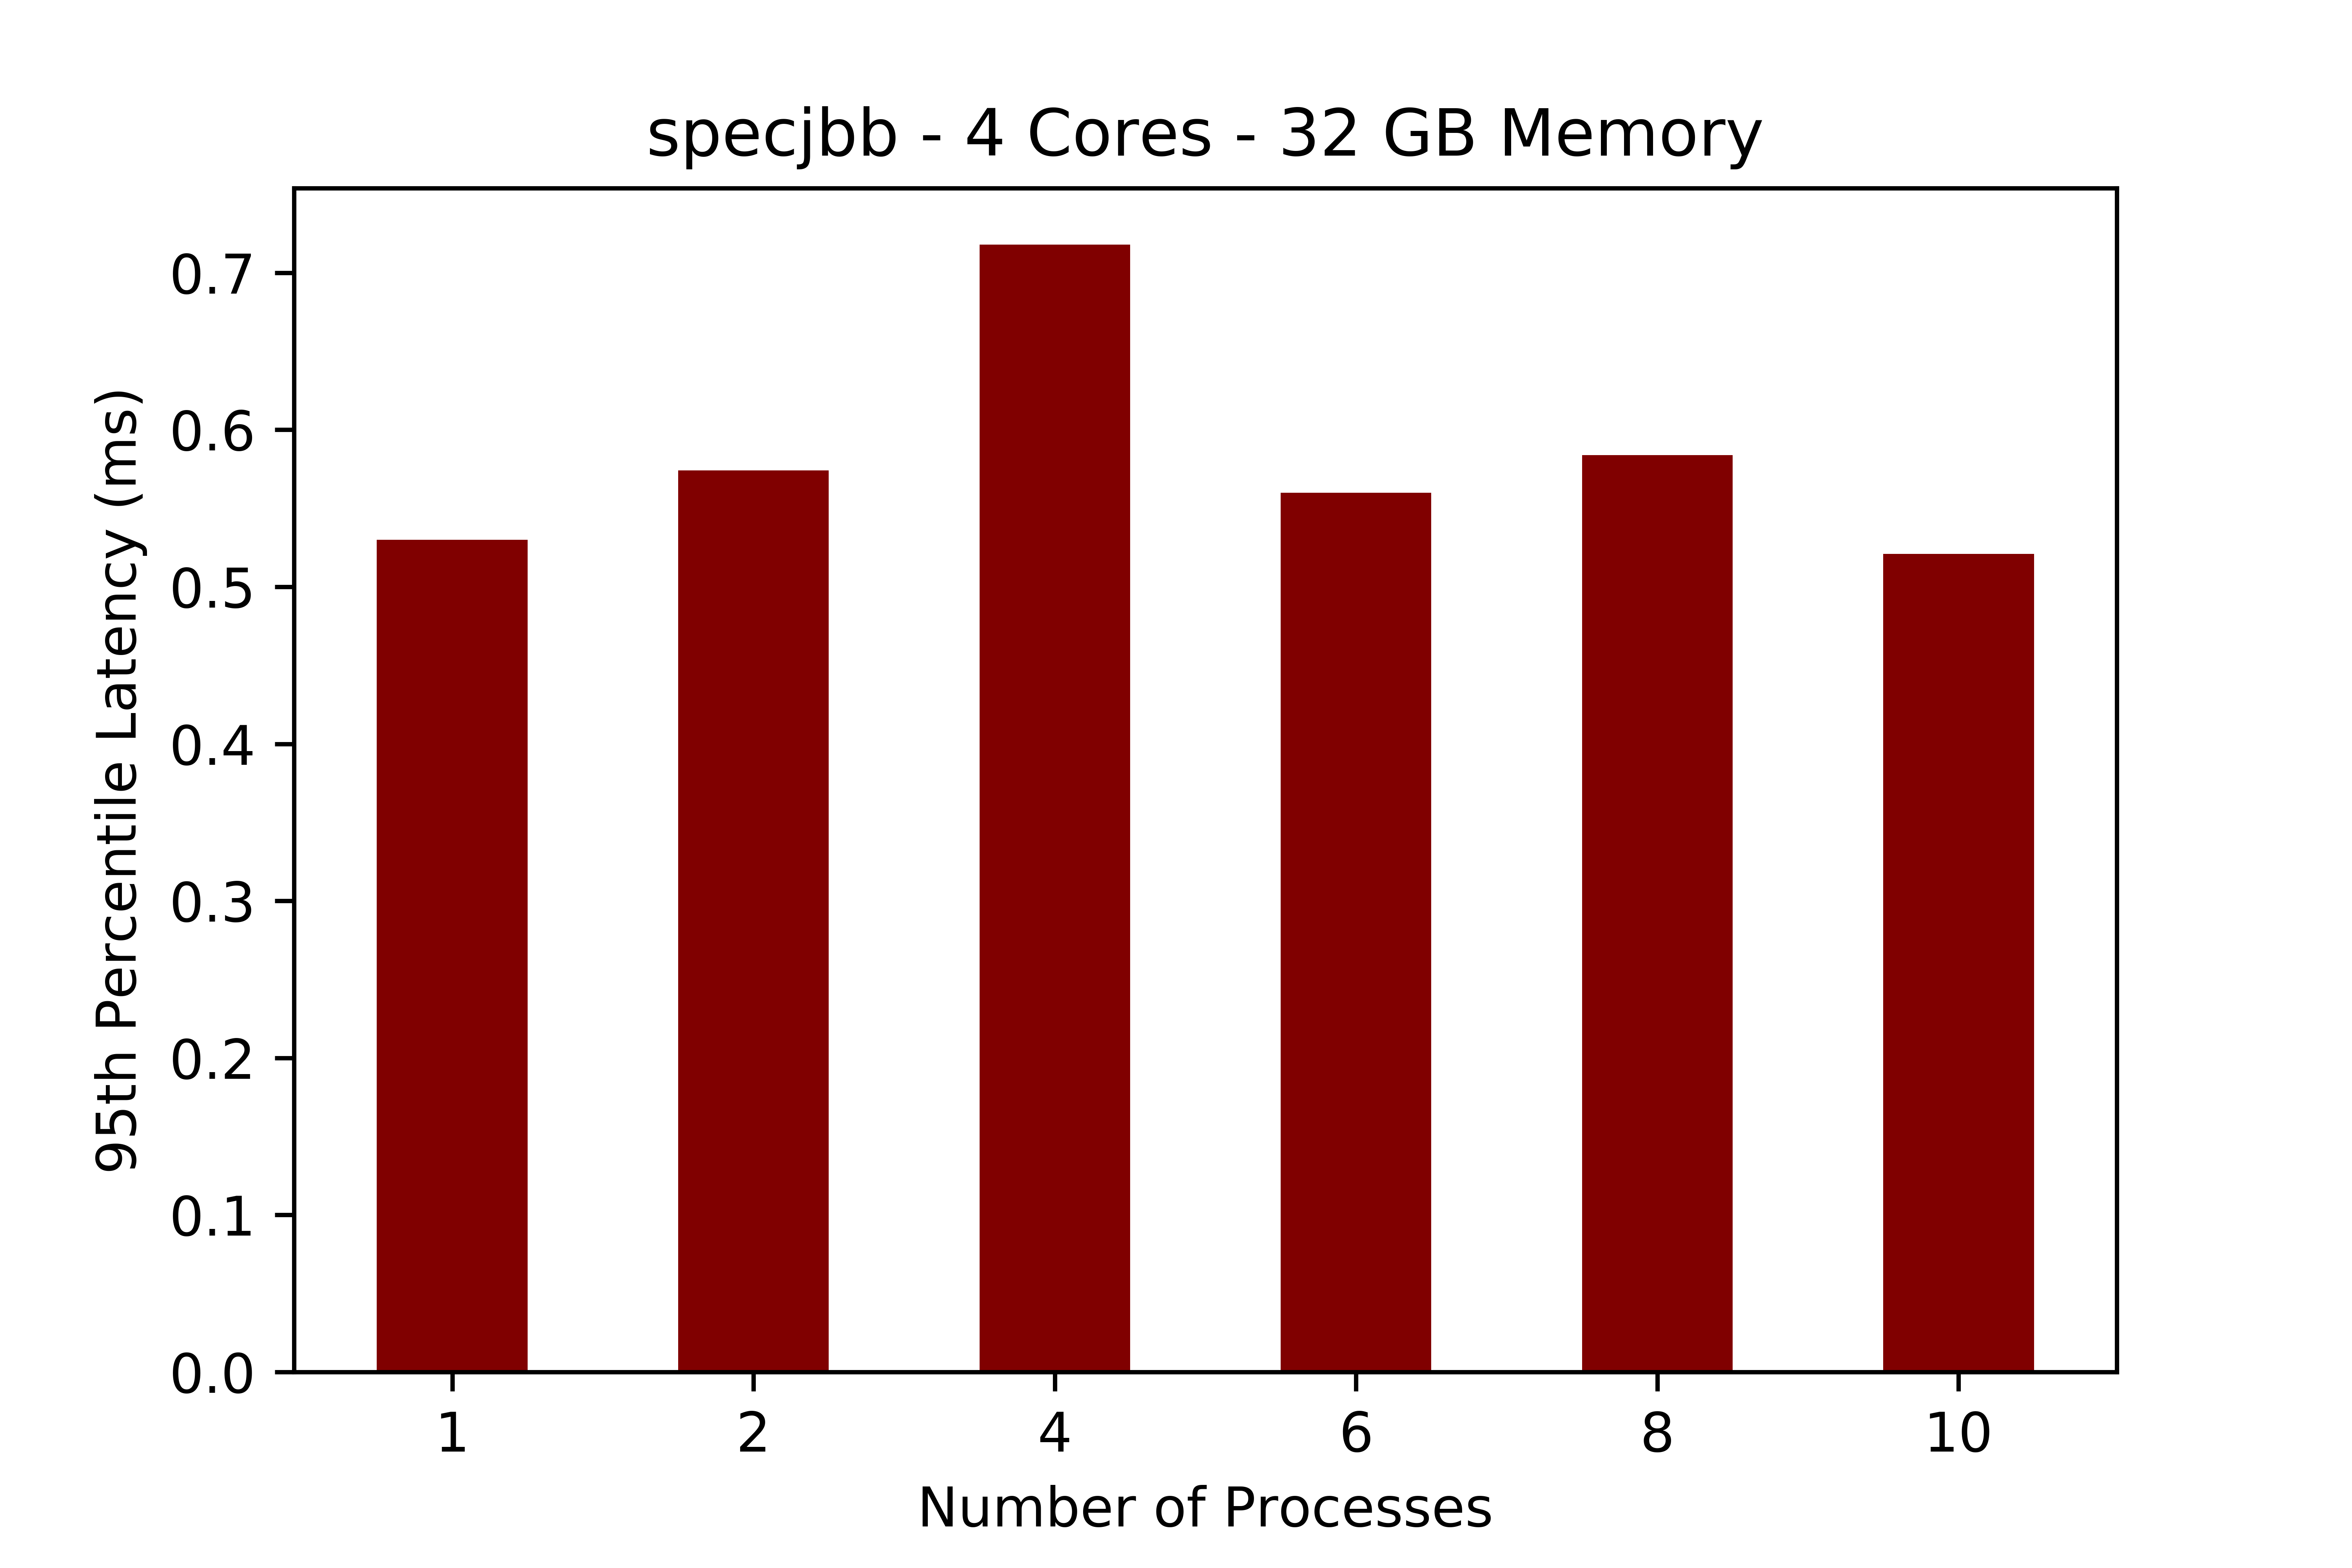 specjbb - 4 Cores - 32 GB Memory
95th Percentile Latency (ms)
0.7
0.6
0.5
0.4
0.3
0.2
0.1
0.0
1 2 4 6 8 10
Number of Processes